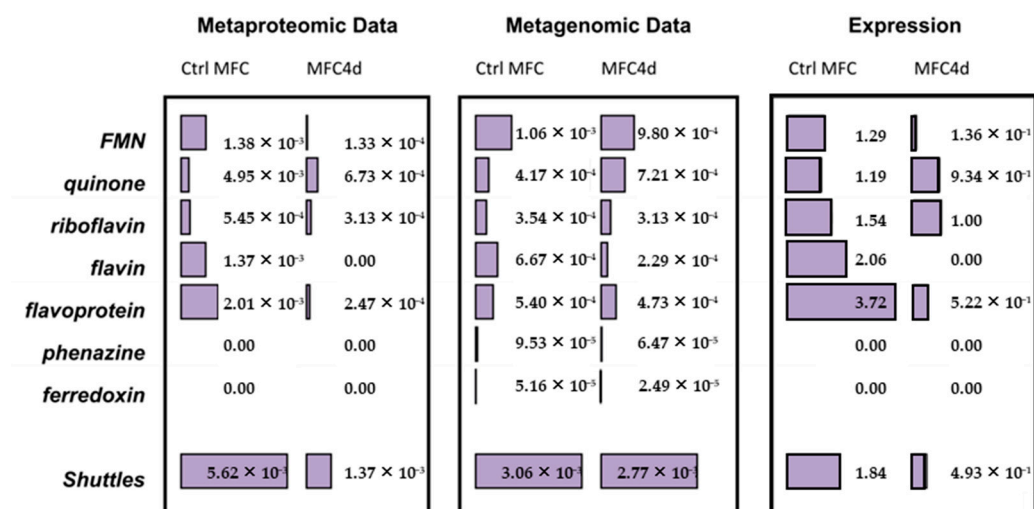 Metaproteomic Data Metagenomic Data Expression
Ctrl MFC MFC4d Ctrl MFC MFC4d Ctrl MFC MFC4d
FMN 1.38 × 10⁻³ 1.33 × 10⁻⁴ 1.06 × 10⁻³ 9.80 × 10⁻⁴ 1.29 1.36 × 10⁻¹
quinone 4.95 × 10⁻³ 6.73 × 10⁻⁴ 4.17 × 10⁻⁴ 7.21 × 10⁻⁴ 1.19 9.34 × 10⁻¹
riboflavin 5.45 × 10⁻⁴ 3.13 × 10⁻⁴ 3.54 × 10⁻⁴ 3.13 × 10⁻⁴ 1.54 1.00
flavin 1.37 × 10⁻³ 0.00 6.67 × 10⁻⁴ 2.29 × 10⁻⁴ 2.06 0.00
flavoprotein 2.01 × 10⁻³ 2.47 × 10⁻⁴ 5.40 × 10⁻⁴ 4.73 × 10⁻⁴ 3.72 5.22 × 10⁻¹
phenazine 0.00 0.00 9.53 × 10⁻⁵ 6.47 × 10⁻⁵ 0.00 0.00
ferredoxin 0.00 0.00 5.16 × 10⁻⁵ 2.49 × 10⁻⁵ 0.00 0.00
Shuttles 5.62 × 10⁻³ 1.37 × 10⁻³ 3.06 × 10⁻³ 2.77 × 10⁻³ 1.84 4.93 × 10⁻¹